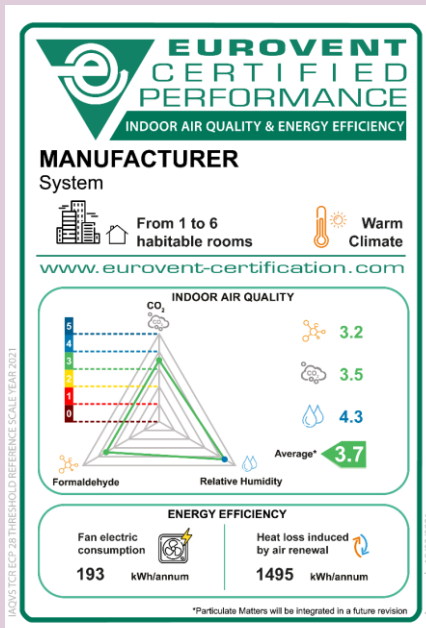 EUROVENT
CERTIFIED
PERFORMANCE
INDOOR AIR QUALITY & ENERGY EFFICIENCY
MANUFACTURER
System
From 1 to 6
habitable rooms
Warm
Climate
www.eurovent-certification.com
INDOOR AIR QUALITY
CO₂
5
4
3
2
1
0
Formaldehyde
Relative Humidity
3.2
CO₂
3.5
4.3
Average* 3.7
ENERGY EFFICIENCY
Fan electric
consumption
193 kWh/annum
Heat loss induced
by air renewal
1495 kWh/annum
*Particulate Matters will be integrated in a future revision
IAQVS TCR ECP 28 THRESHOLD REFERENCE SCALE YEAR 2021